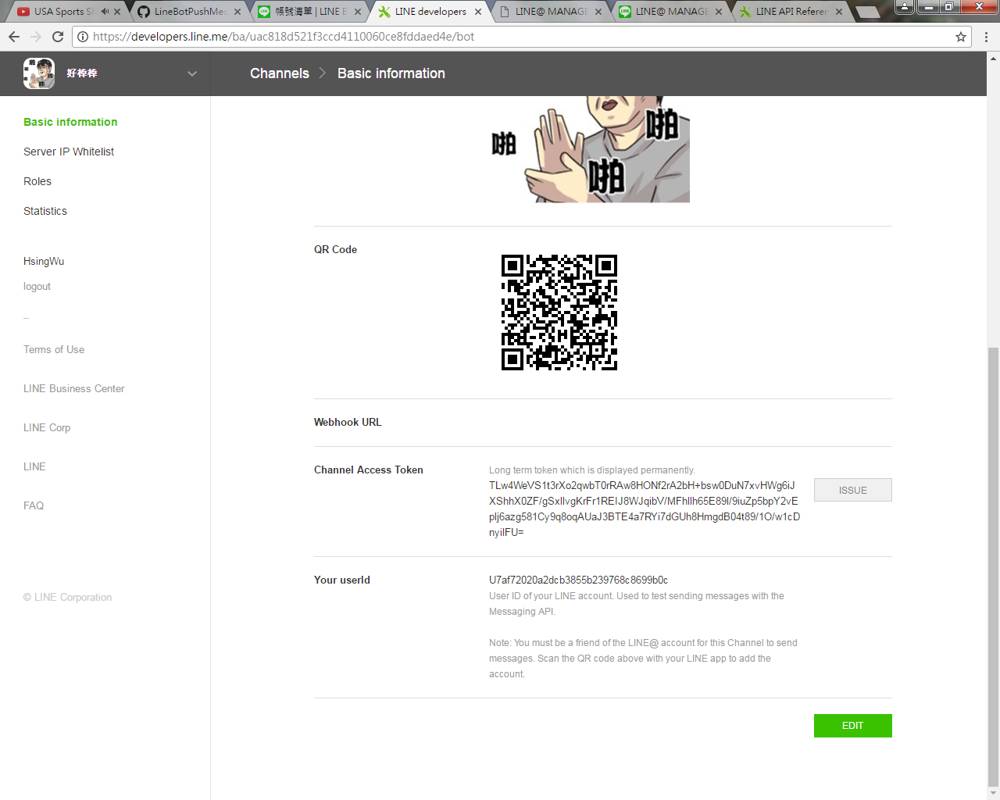 USA Sports S
LineBotPushMes
帳號清單 | LINE B
LINE developers
LINE@ MANAGE
LINE@ MANAGE
LINE API Referen
https://developers.line.me/ba/uac818d521f3ccd4110060ce8fddaed4e/bot
好棒棒
Channels
Basic information
Basic information
Server IP Whitelist
Roles
Statistics
HsingWu
logout
–
Terms of Use
LINE Business Center
LINE Corp
LINE
FAQ
© LINE Corporation
啪
啪
啪
QR Code
Webhook URL
Channel Access Token
Long term token which is displayed permanently.
TLw4WeVS1t3rXo2qwbT0rRAw8HONf2rA2bH+bsw0DuN7xvHWg6iJ
XShhX0ZF/gSxIlvgKrFr1REIJ8WJqibV/MFhlIh65E89I/9iuZp5bpY2vE
plj6azg581Cy9q8oqAUaJ3BTE4a7RYi7dGUh8HmgdB04t89/1O/w1cD
nyilFU=
ISSUE
Your userId
U7af72020a2dcb3855b239768c8699b0c
User ID of your LINE account. Used to test sending messages with the
Messaging API.
Note: You must be a friend of the LINE@ account for this Channel to send
messages. Scan the QR code above with your LINE app to add the
account.
EDIT